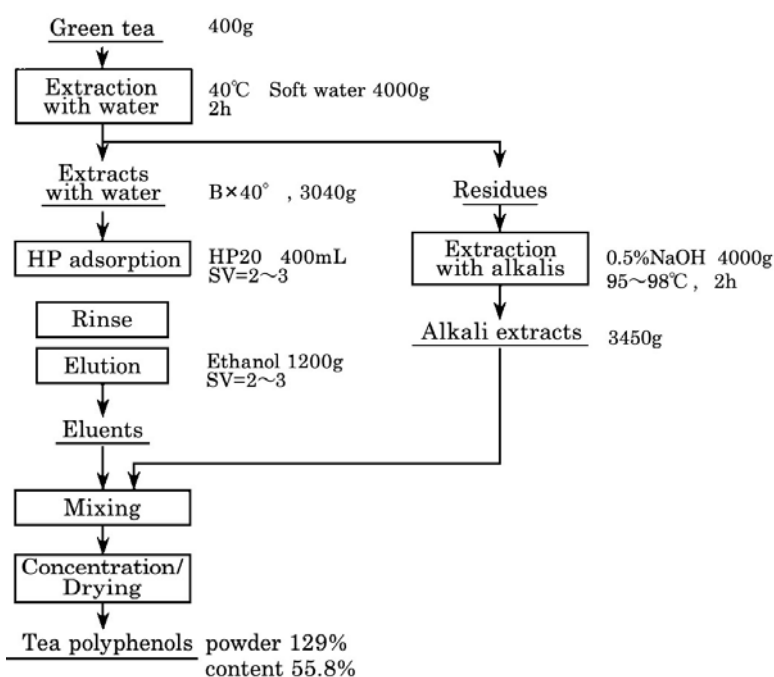 Green tea 400g
Extraction
with water
40℃ Soft water 4000g
2h
Extracts
with water
B×40° , 3040g
Residues
HP adsorption
HP20 400mL
SV=2～3
Extraction
with alkalis
0.5%NaOH 4000g
95～98℃, 2h
Rinse
Alkali extracts 3450g
Elution
Ethanol 1200g
SV=2～3
Eluents
Mixing
Concentration/
Drying
Tea polyphenols powder 129%
content 55.8%